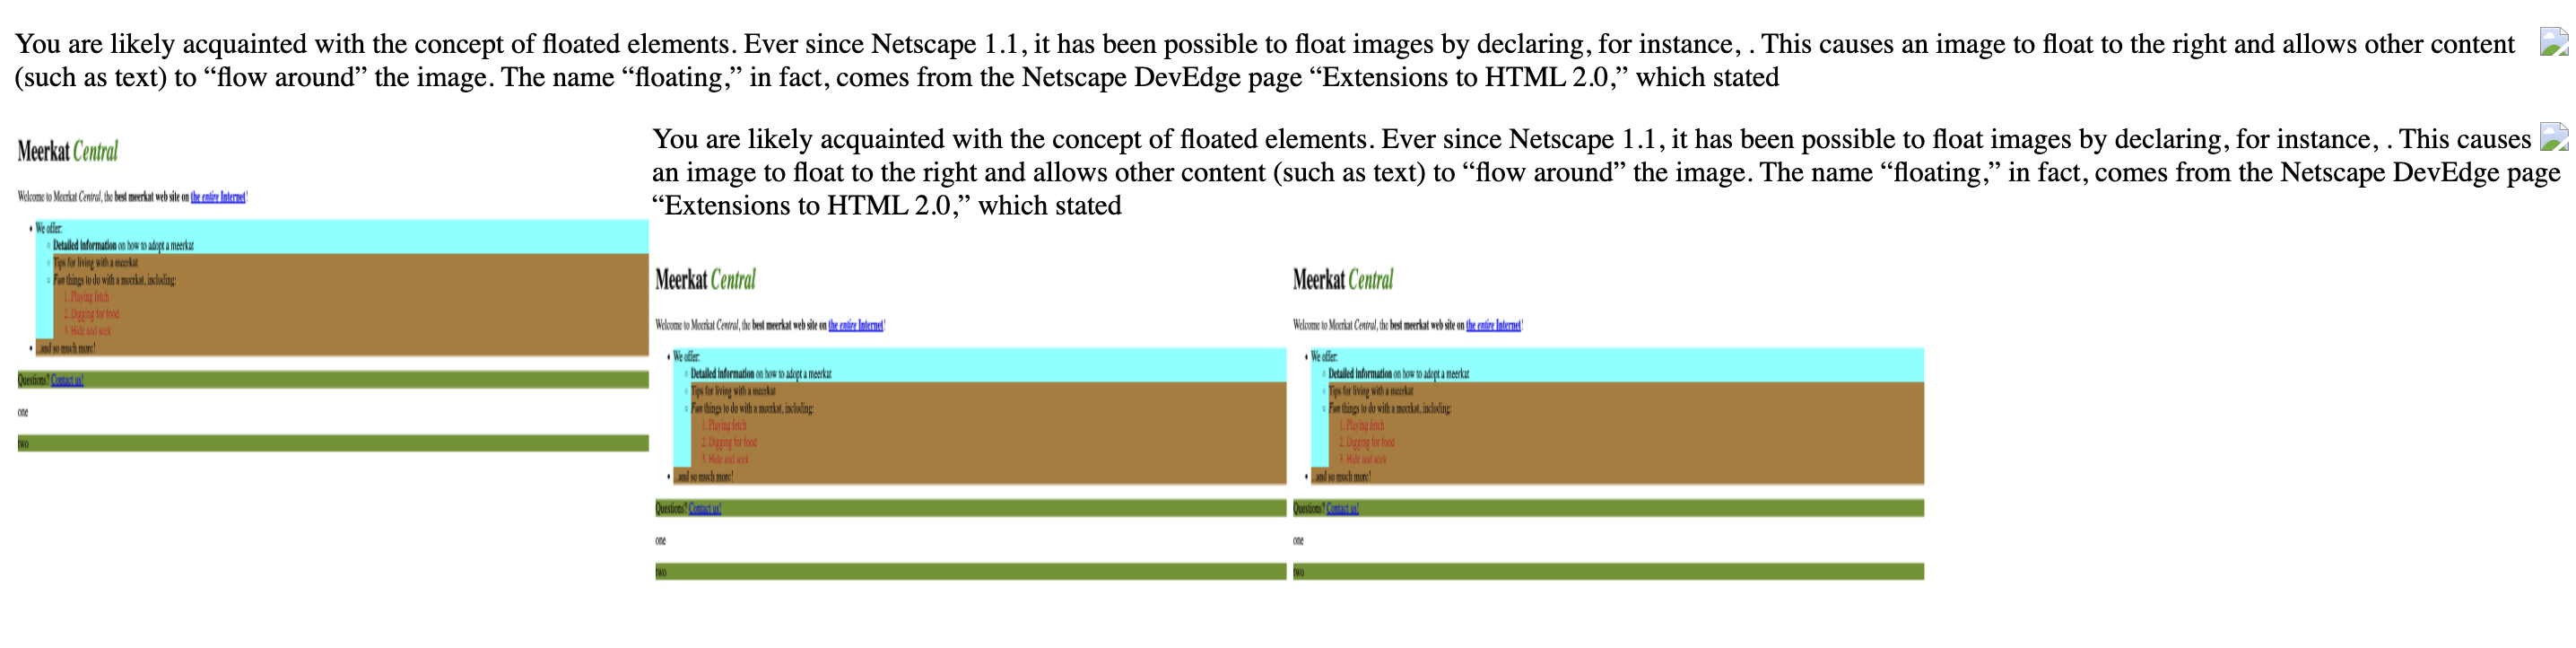 You are likely acquainted with the concept of floated elements. Ever since Netscape 1.1, it has been possible to float images by declaring, for instance, . This causes an image to float to the right and allows other content
(such as text) to “flow around” the image. The name “floating,” in fact, comes from the Netscape DevEdge page “Extensions to HTML 2.0,” which stated
Meerkat Central
Welcome to Meerkat Central, the best meerkat web site on the entire Internet!
• We offer:
◦ Detailed information on how to adopt a meerkat
◦ Tips for living with a meerkat
◦ Fun things to do with a meerkat, including:
1. Playing fetch
2. Digging for food
3. Hide and seek
• ...and so much more!
Questions? Contact us!
one
two
You are likely acquainted with the concept of floated elements. Ever since Netscape 1.1, it has been possible to float images by declaring, for instance, . This causes
an image to float to the right and allows other content (such as text) to “flow around” the image. The name “floating,” in fact, comes from the Netscape DevEdge page
“Extensions to HTML 2.0,” which stated
Meerkat Central
Welcome to Meerkat Central, the best meerkat web site on the entire Internet!
• We offer:
◦ Detailed information on how to adopt a meerkat
◦ Tips for living with a meerkat
◦ Fun things to do with a meerkat, including:
1. Playing fetch
2. Digging for food
3. Hide and seek
• ...and so much more!
Questions? Contact us!
one
two
Meerkat Central
Welcome to Meerkat Central, the best meerkat web site on the entire Internet!
• We offer:
◦ Detailed information on how to adopt a meerkat
◦ Tips for living with a meerkat
◦ Fun things to do with a meerkat, including:
1. Playing fetch
2. Digging for food
3. Hide and seek
• ...and so much more!
Questions? Contact us!
one
two